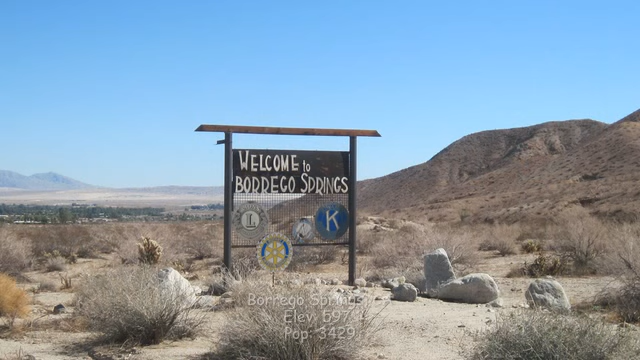 WELCOME to
BORREGO SPRINGS
K
Borrego Springs
Elev. 597
Pop. 3429